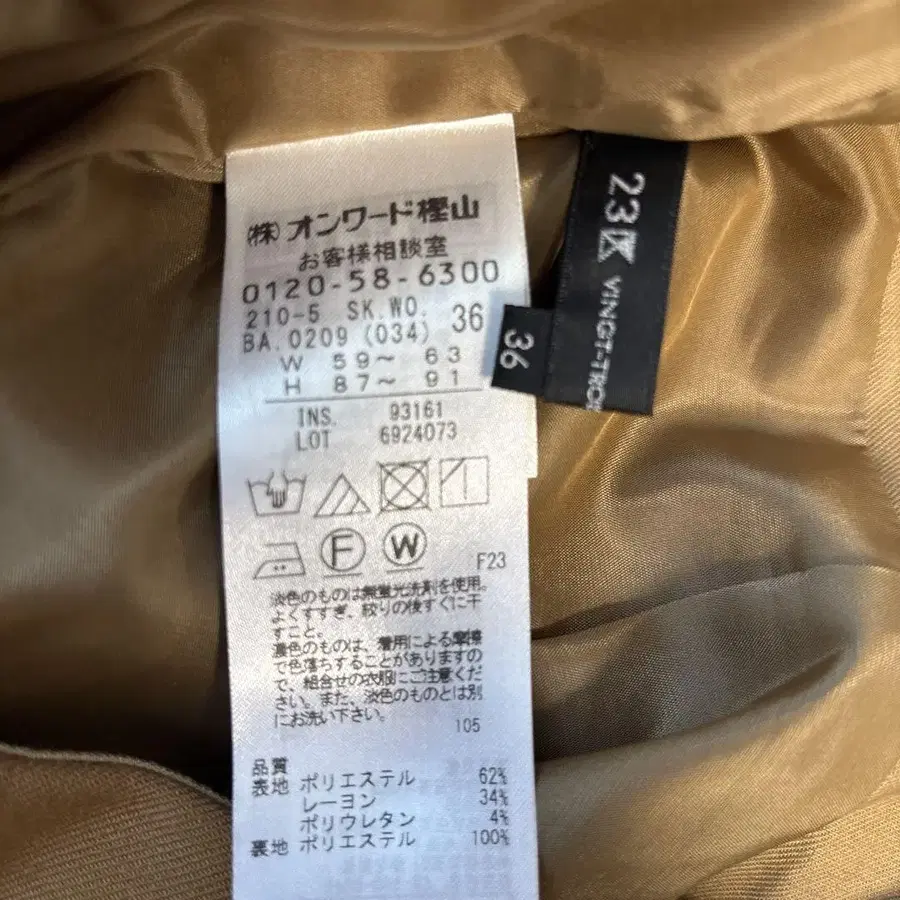 (株)オンワード樫山
お客様相談室
0120-58-6300
210-5 SK.WO. 36
BA.0209 (034)
W 59〜 63
H 87〜 91
INS. 93161
LOT 6924073
F
W
F23
淡色のものは無蛍光洗剤を使用。
よくすすぎ、絞りの後すぐに干
すこと。
濃色のものは、着用による摩擦
で色落ちすることがありますの
で、組合せの衣服にご注意くだ
さい。また、淡色のものとは別
にお洗い下さい。
105
品質
表地 ポリエステル 62%
レーヨン 34%
ポリウレタン 4%
裏地 ポリエステル 100%
23区
VINGT-TROI
36